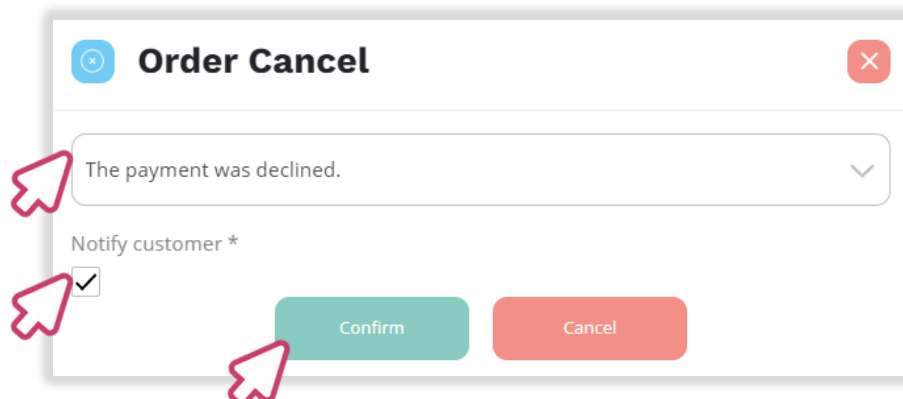 Order Cancel
The payment was declined.
Notify customer *
Confirm Cancel